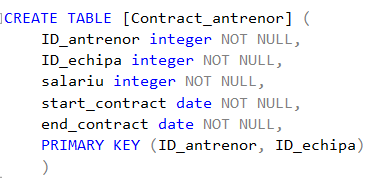 CREATE TABLE [Contract_antrenor] (
ID_antrenor integer NOT NULL,
ID_echipa integer NOT NULL,
salariu integer NOT NULL,
start_contract date NOT NULL,
end_contract date NOT NULL,
PRIMARY KEY (ID_antrenor, ID_echipa)
)